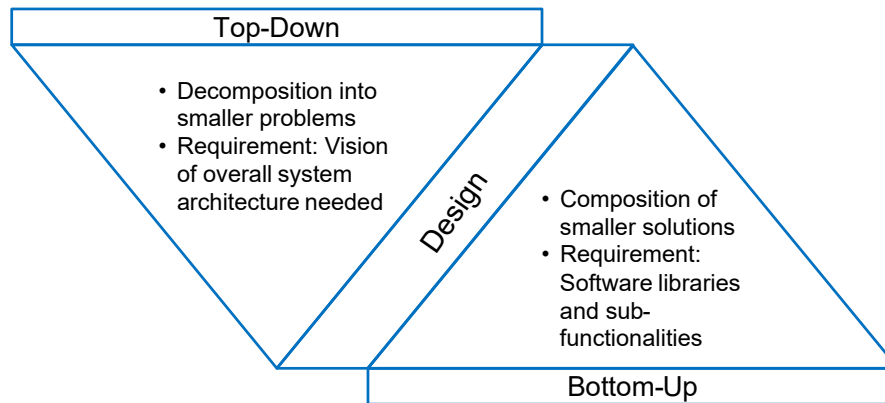 Top-Down
• Decomposition into
smaller problems
• Requirement: Vision
of overall system
architecture needed
Design
• Composition of
smaller solutions
• Requirement:
Software libraries
and sub-
functionalities
Bottom-Up